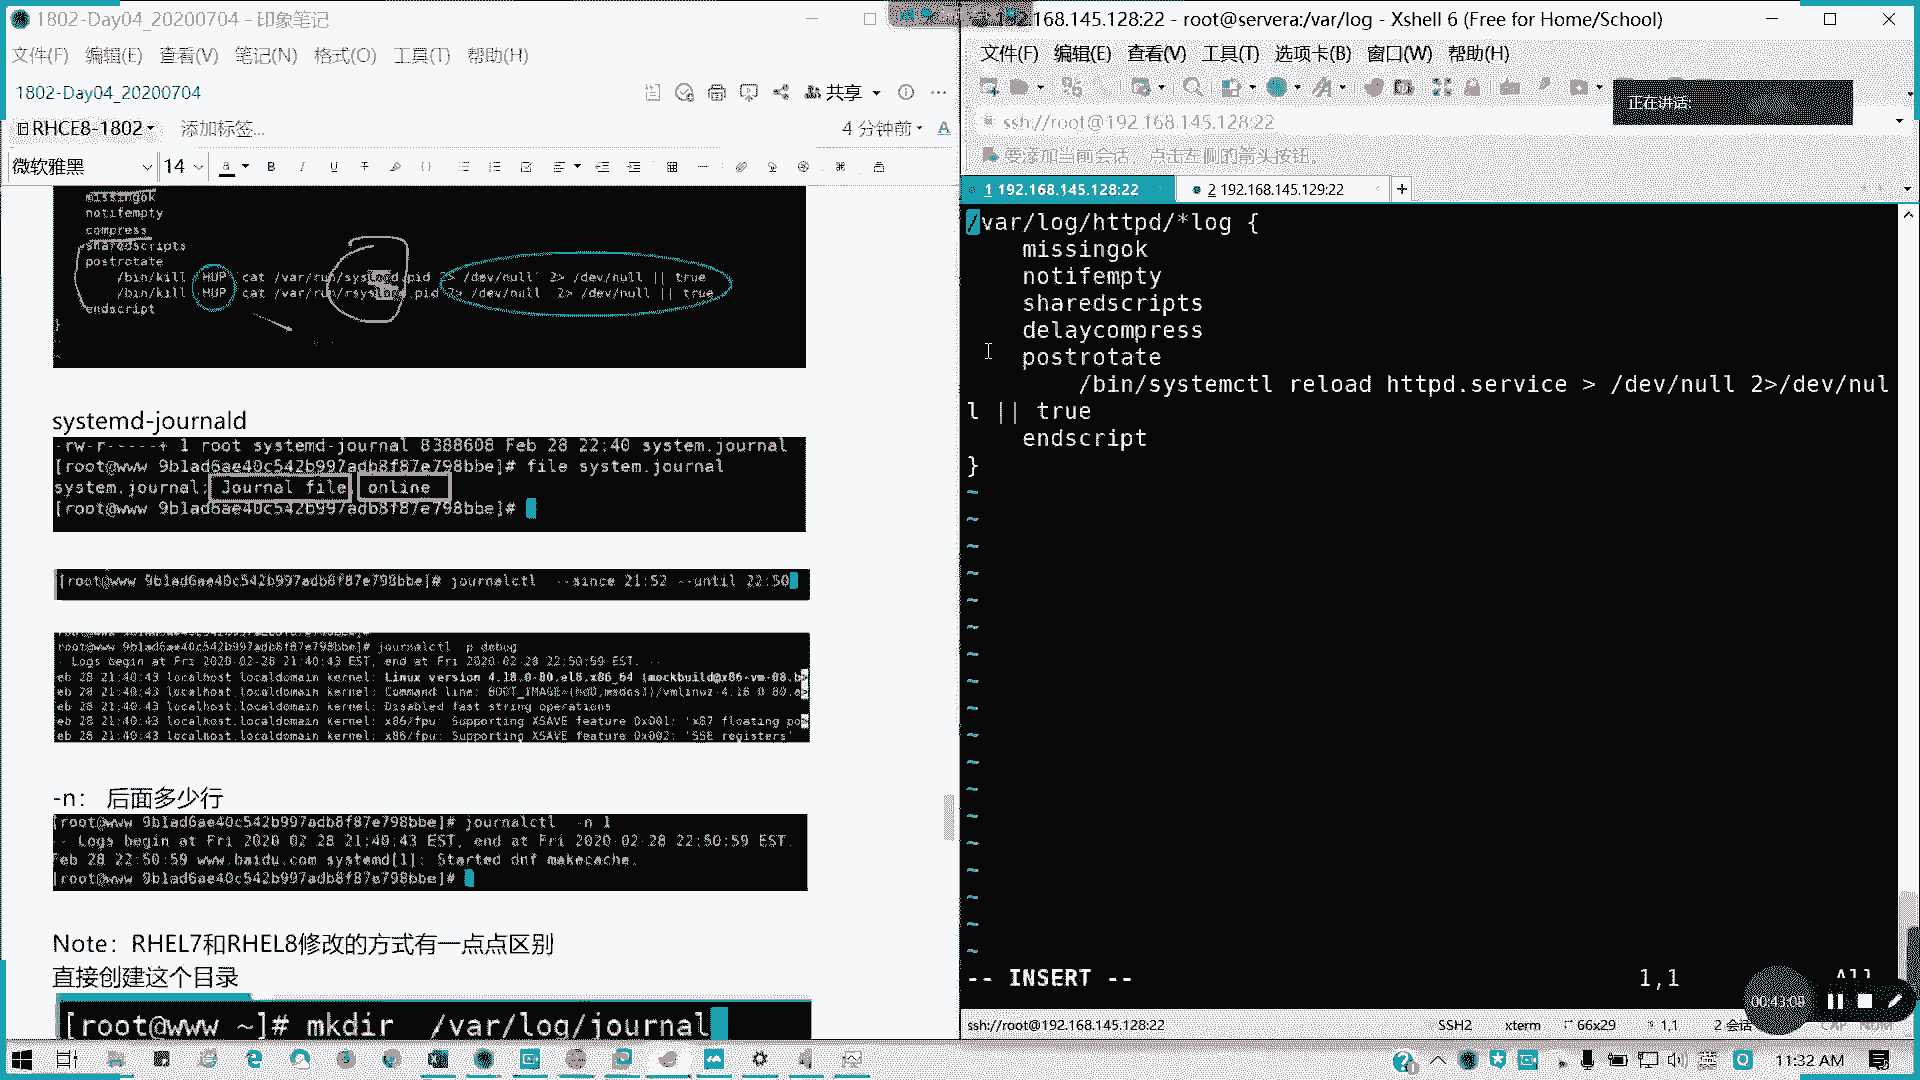 1802-Day04_20200704 - 印象笔记
文件(F) 编辑(E) 查看(V) 笔记(N) 格式(O) 工具(T) 帮助(H)
1802-Day04_20200704
共享
RHCE8-1802
添加标签...
4 分钟前
微软雅黑
14
missingok
notifempty
compress
sharedscripts
postrotate
/bin/kill -HUP `cat /var/run/syslogd.pid 2> /dev/null` 2> /dev/null || true
/bin/kill -HUP `cat /var/run/rsyslogd.pid 2> /dev/null` 2> /dev/null || true
endscript
}
systemd-journald
-rw-r-----+ 1 root systemd-journal 8388608 Feb 28 22:40 system.journal
[root@www 9b1ad6ae40c542b997adb8f87e798bbe]# file system.journal
system.journal: Journal file, online
[root@www 9b1ad6ae40c542b997adb8f87e798bbe]#
[root@www 9b1ad6ae40c542b997adb8f87e798bbe]# journalctl --since 21:52 --until 22:50
root@www 9b1ad6ae40c542b997adb8f87e798bbe]# journalctl -p debug
- Logs begin at Fri 2020-02-28 21:40:43 EST, end at Fri 2020-02-28 22:50:59 EST. --
eb 28 21:40:43 localhost.localdomain kernel: Linux version 4.18.0-80.el8.x86_64 (mockbuild@x86-vm-08.b>
eb 28 21:40:43 localhost.localdomain kernel: Command line: BOOT_IMAGE=(hd0,msdos1)/vmlinuz-4.18.0-80.e>
eb 28 21:40:43 localhost.localdomain kernel: Disabled fast string operations
eb 28 21:40:43 localhost.localdomain kernel: x86/fpu: Supporting XSAVE feature 0x001: 'x87 floating po>
eb 28 21:40:43 localhost.localdomain kernel: x86/fpu: Supporting XSAVE feature 0x002: 'SSE registers'
-n： 后面多少行
[root@www 9b1ad6ae40c542b997adb8f87e798bbe]# journalctl -n 1
-- Logs begin at Fri 2020-02-28 21:40:43 EST, end at Fri 2020-02-28 22:50:59 EST.
Feb 28 22:50:59 www.baidu.com systemd[1]: Started dnf makecache.
[root@www 9b1ad6ae40c542b997adb8f87e798bbe]#
Note：RHEL7和RHEL8修改的方式有一点点区别
直接创建这个目录
[root@www ~]# mkdir /var/log/journal
192.168.145.128:22 - root@servera:/var/log - Xshell 6 (Free for Home/School)
文件(F) 编辑(E) 查看(V) 工具(T) 选项卡(B) 窗口(W) 帮助(H)
正在讲话:
ssh://root@192.168.145.128:22
要添加当前会话，点击左侧的箭头按钮。
1 192.168.145.128:22
2 192.168.145.129:22
/var/log/httpd/*log {
missingok
notifempty
sharedscripts
delaycompress
postrotate
/bin/systemctl reload httpd.service > /dev/null 2>/dev/nul
l || true
endscript
}
-- INSERT --
1,1
All
00:43:08
ssh://root@192.168.145.128:22
SSH2
xterm
66x29
1,1
2 会话
CAP NUM
11:32 AM